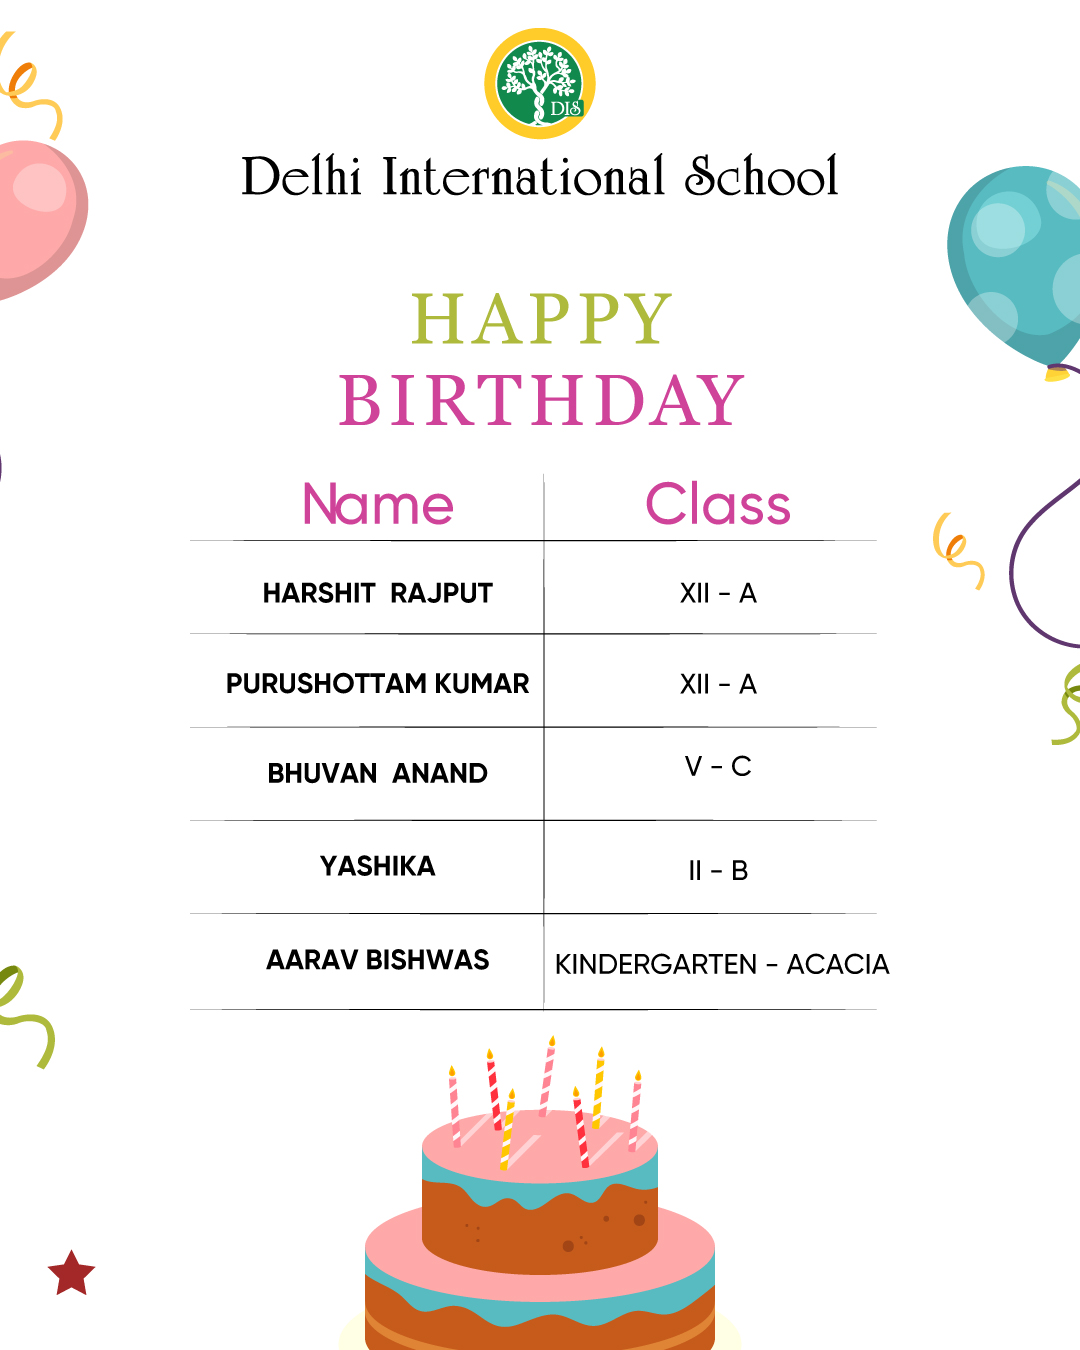 DIS
Delhi International School
HAPPY
BIRTHDAY
Name Class
HARSHIT RAJPUT XII - A
PURUSHOTTAM KUMAR XII - A
BHUVAN ANAND V - C
YASHIKA II - B
AARAV BISHWAS KINDERGARTEN - ACACIA